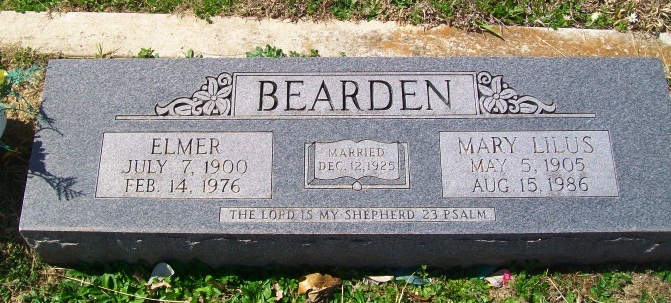 BEARDEN
ELMER
JULY 7, 1900
FEB. 14, 1976
MARRIED
DEC. 12, 1925
MARY LILUS
MAY 5, 1905
AUG. 15, 1986
THE LORD IS MY SHEPHERD 23 PSALM